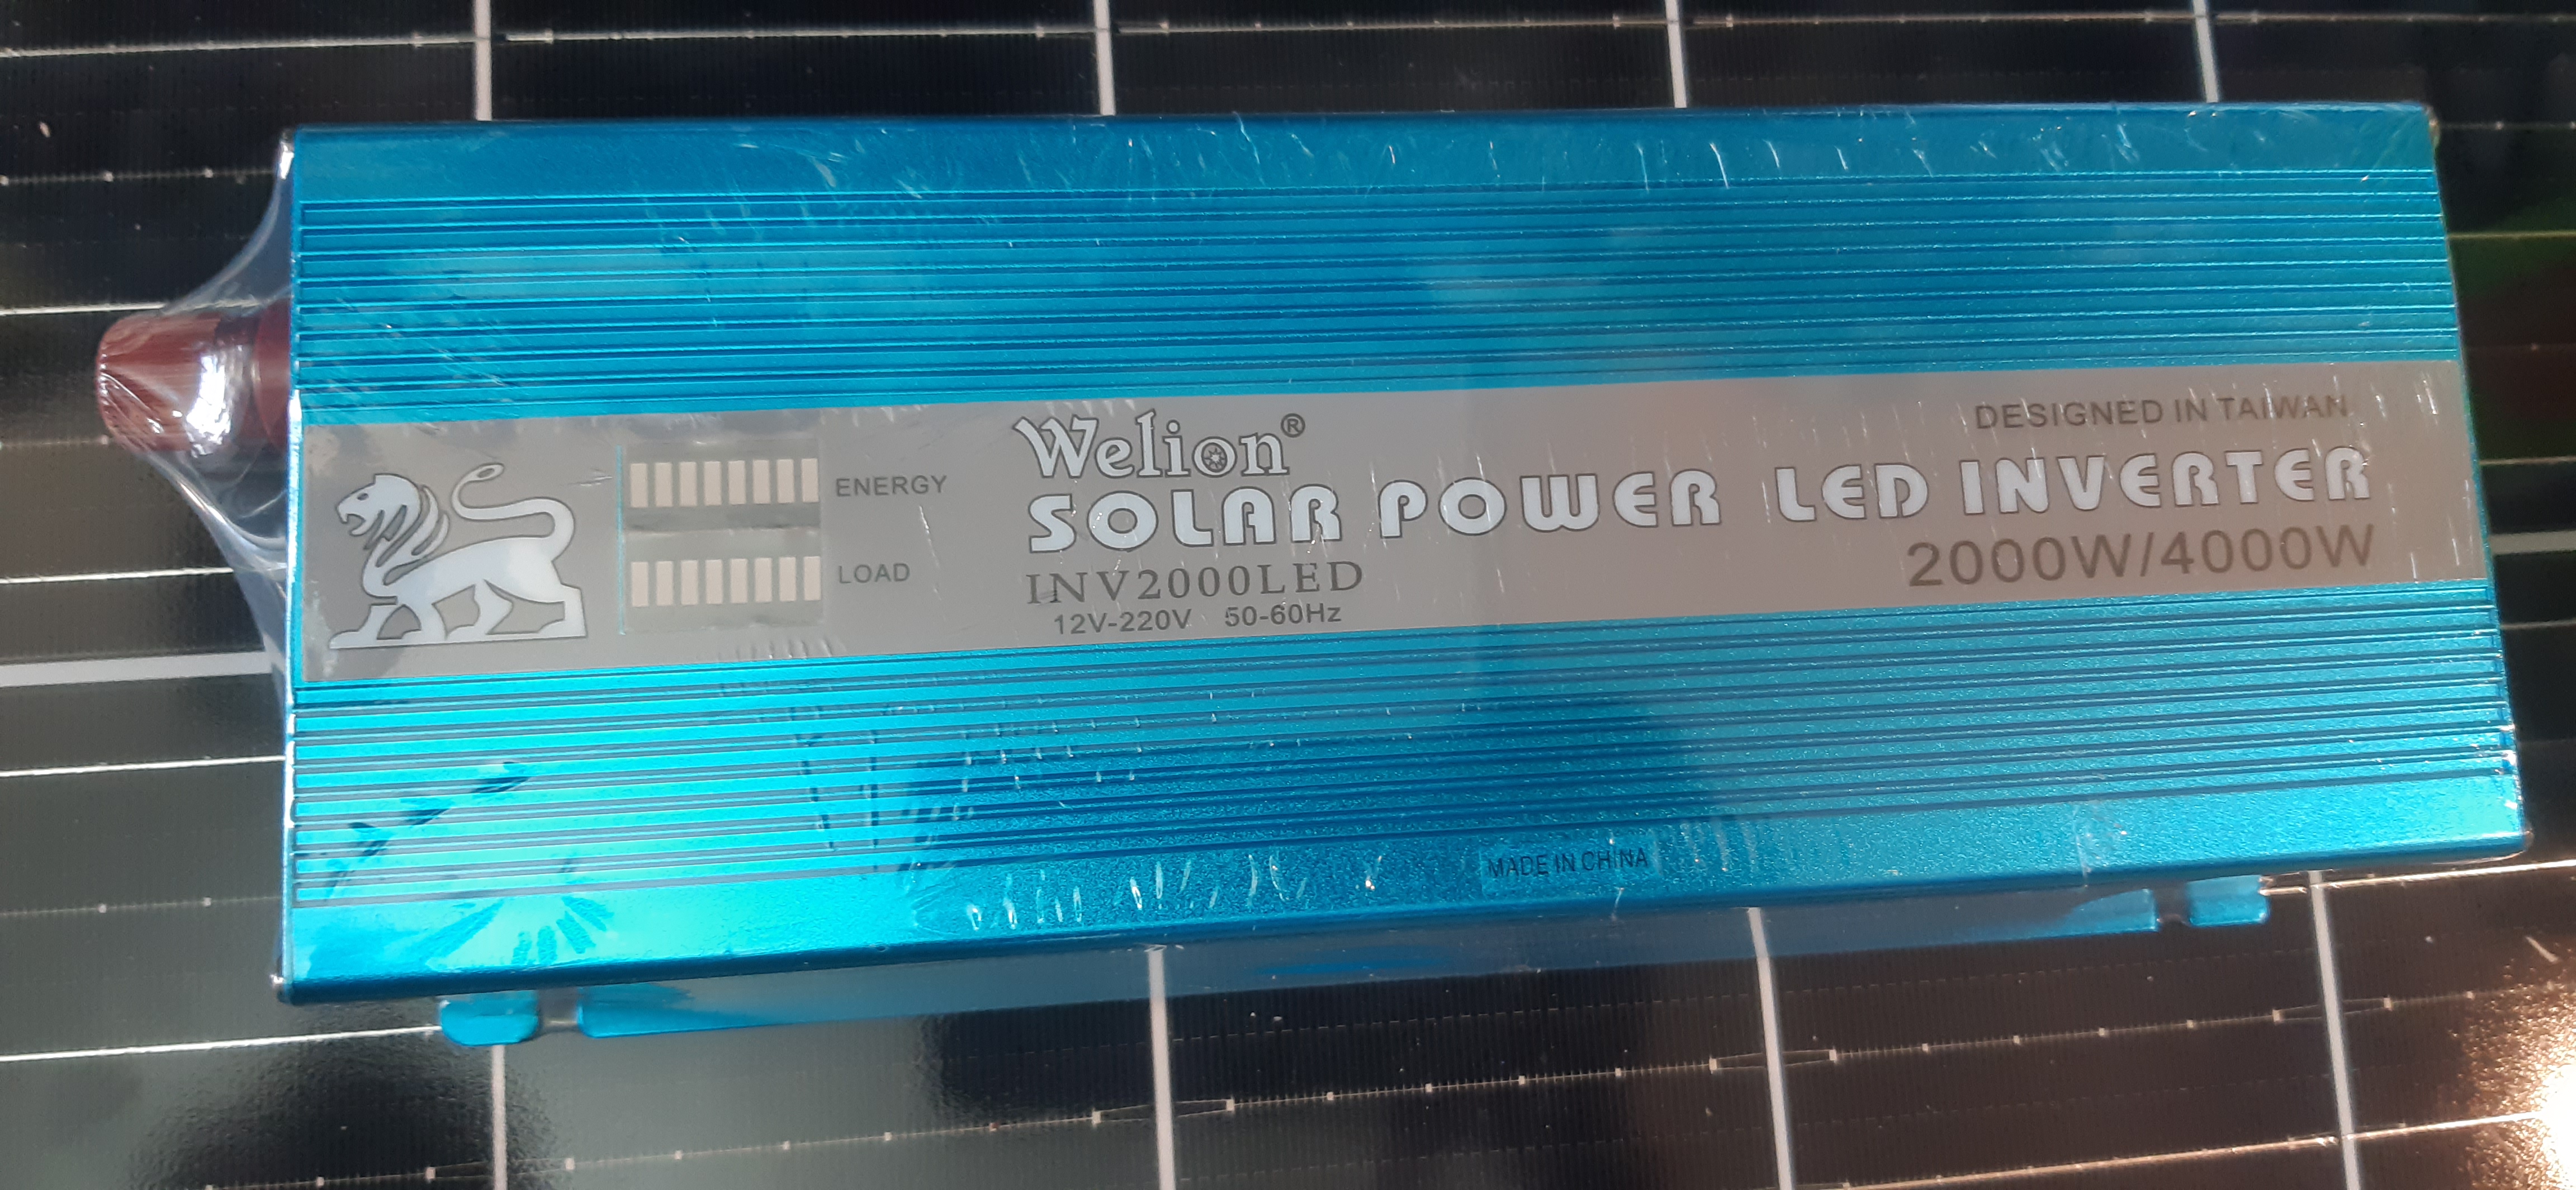 ENERGY
LOAD
Welion®
SOLAR POWER LED INVERTER
INV2000LED
12V-220V 50-60Hz
DESIGNED IN TAIWAN
2000W/4000W
MADE IN CHINA